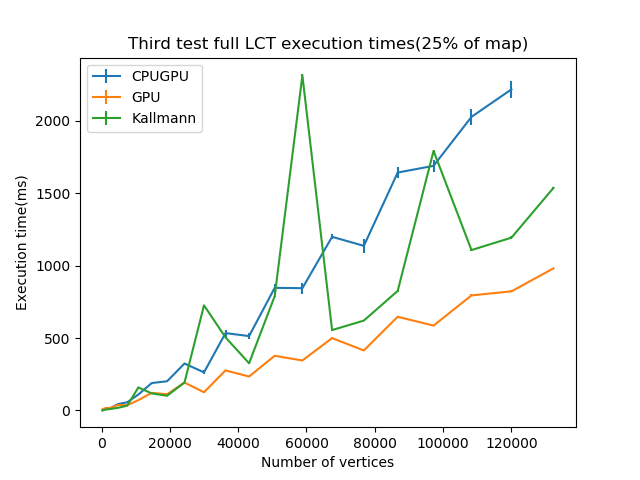 Third test full LCT execution times(25% of map)
CPUGPU
GPU
Kallmann
2000
1500
1000
500
0
Execution time(ms)
0 20000 40000 60000 80000 100000 120000
Number of vertices